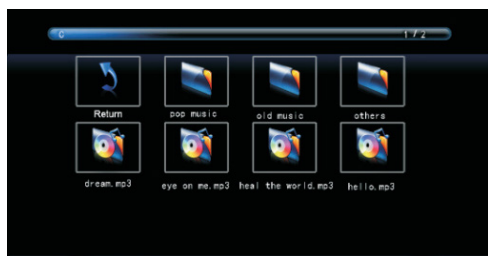 C 1/2
Return pop music old music others
dream.mp3 eye on me.mp3 heal the world.mp3 hello.mp3